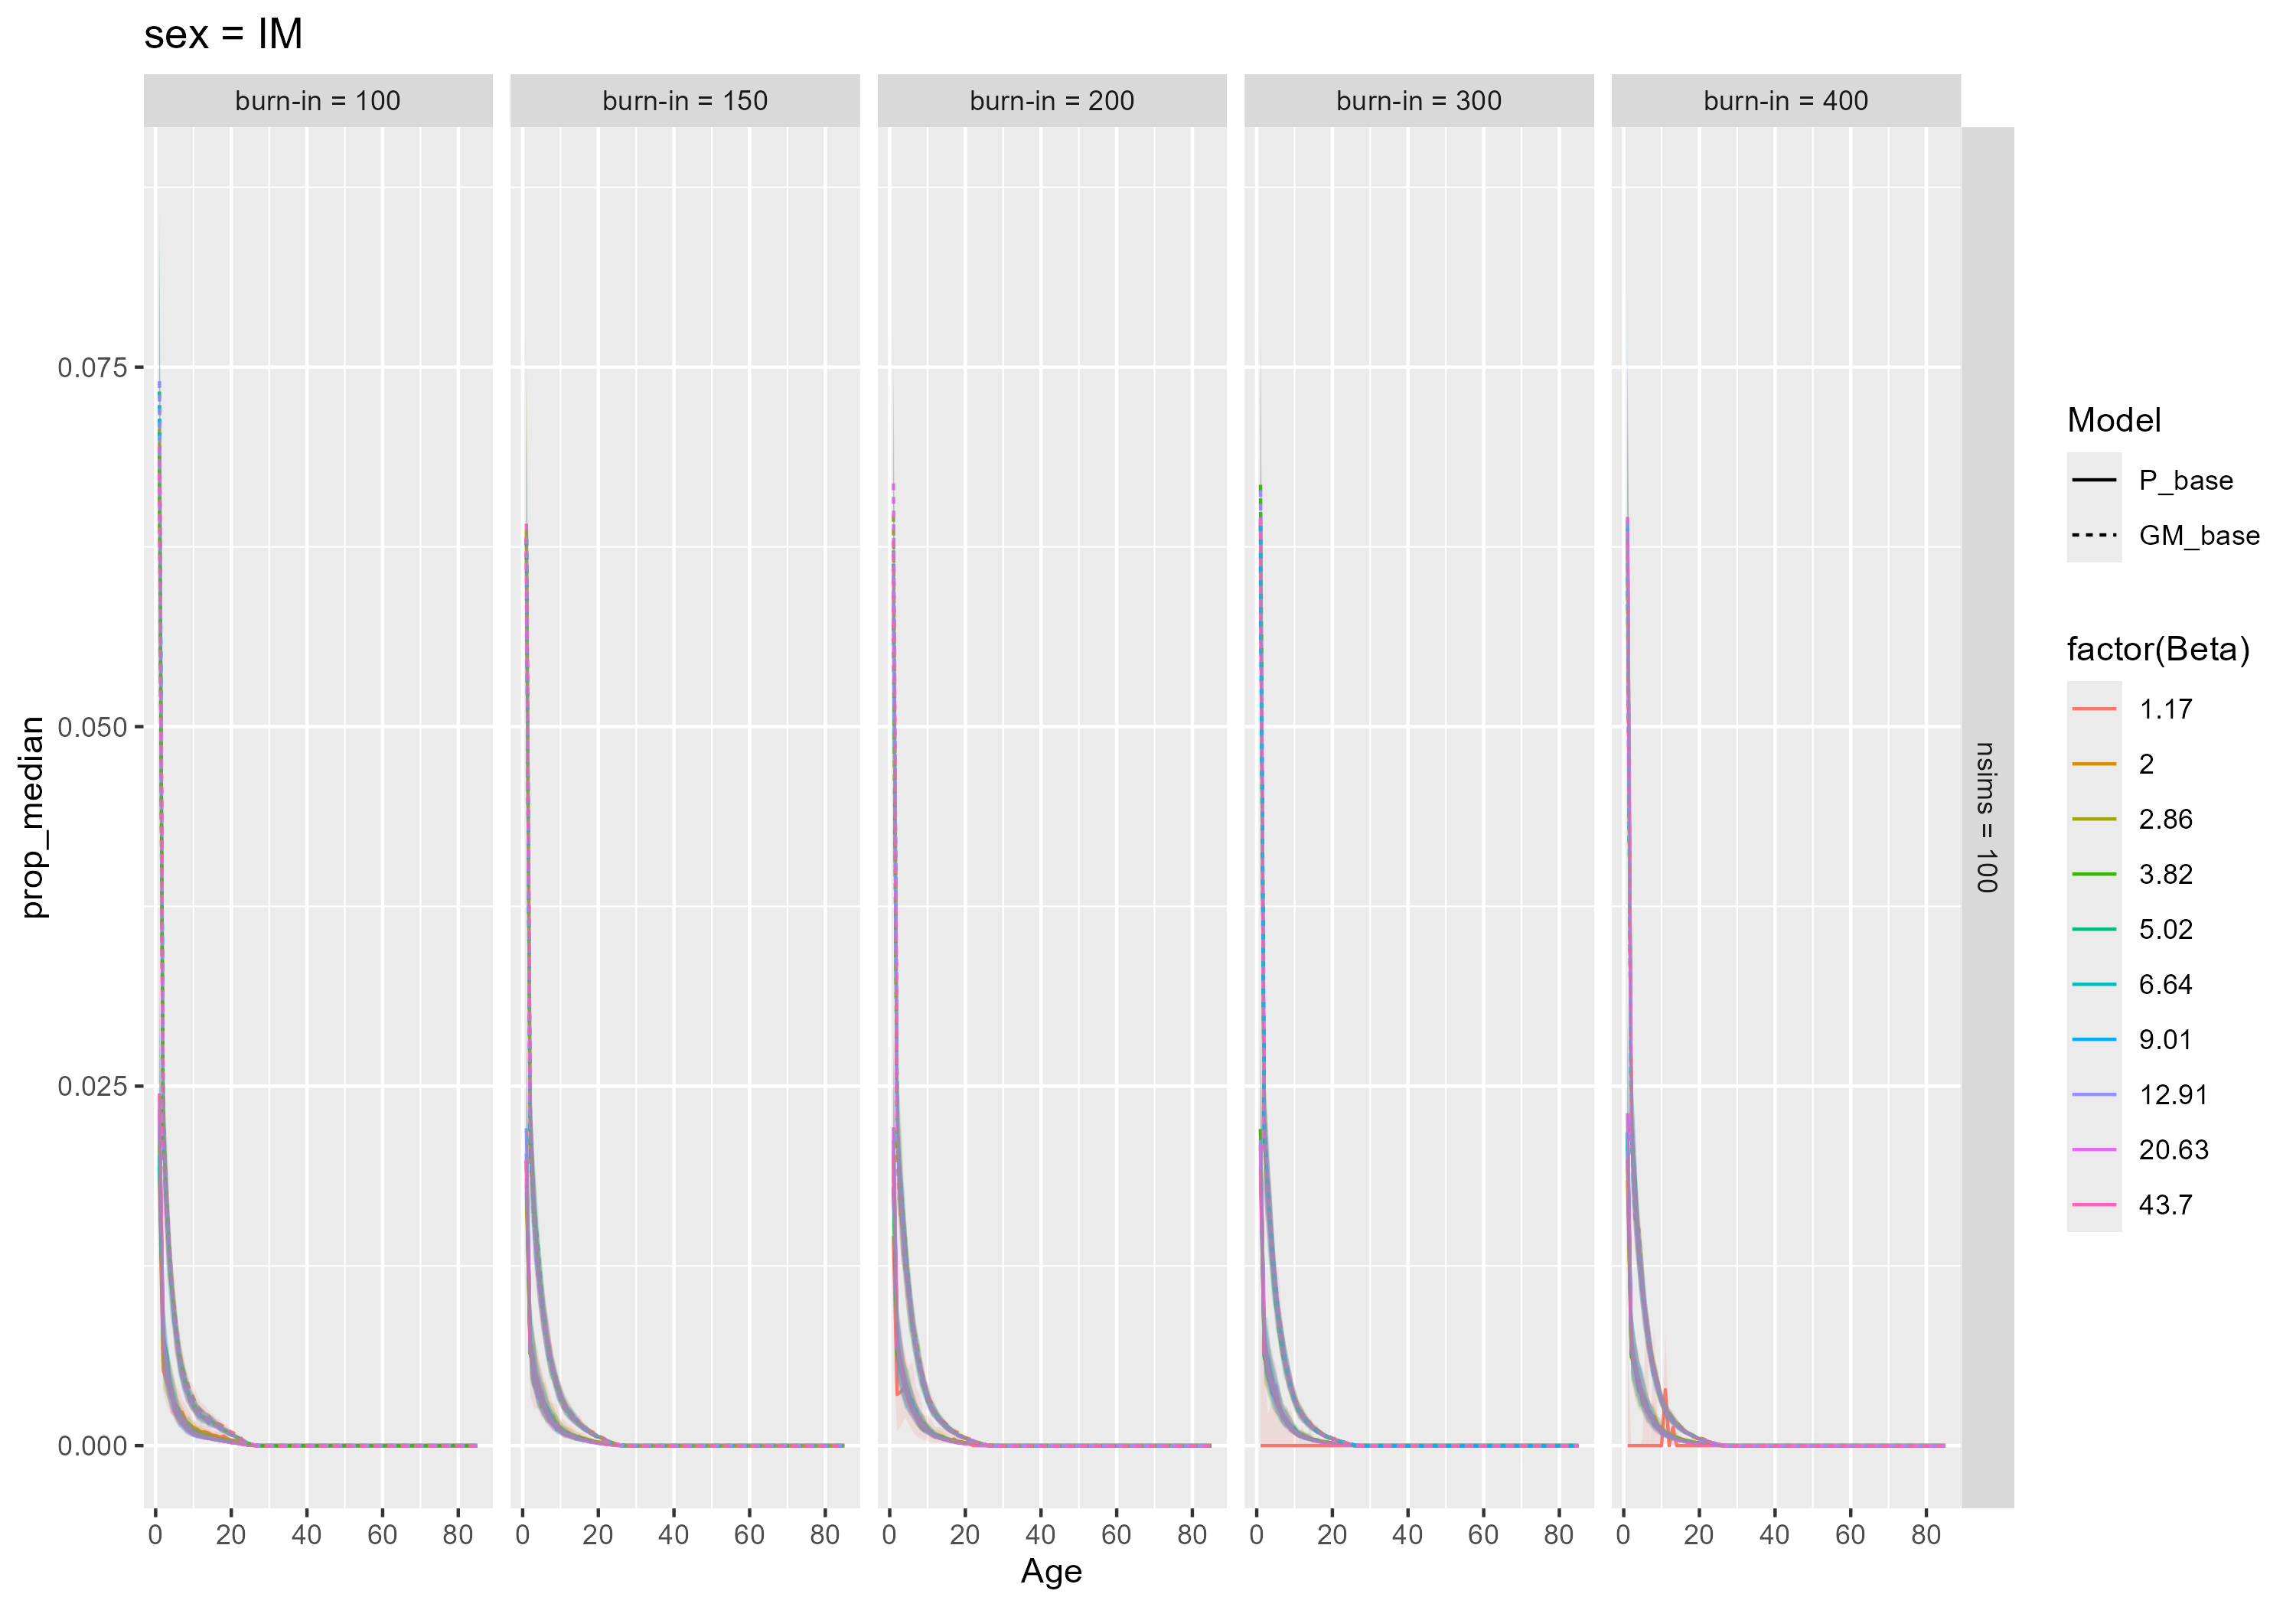 sex = IM
burn-in = 100
burn-in = 150
burn-in = 200
burn-in = 300
burn-in = 400
nsims = 100
prop_median
0.075
0.050
0.025
0.000
0 20 40 60 80
0 20 40 60 80
0 20 40 60 80
0 20 40 60 80
0 20 40 60 80
Age
Model
P_base
GM_base
factor(Beta)
1.17
2
2.86
3.82
5.02
6.64
9.01
12.91
20.63
43.7